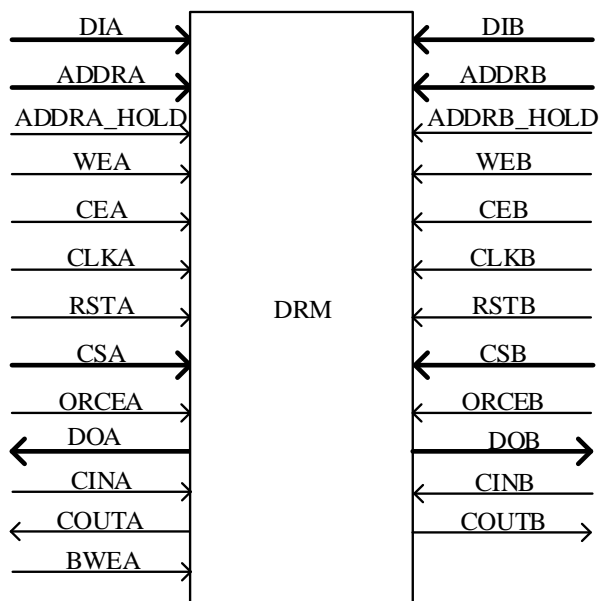 DIA DIB
ADDRA ADDRB
ADDRA_HOLD ADDRB_HOLD
WEA WEB
CEA CEB
CLKA CLKB
RSTA DRM RSTB
CSA CSB
ORCEA ORCEB
DOA DOB
CINA CINB
COUTA COUTB
BWEA